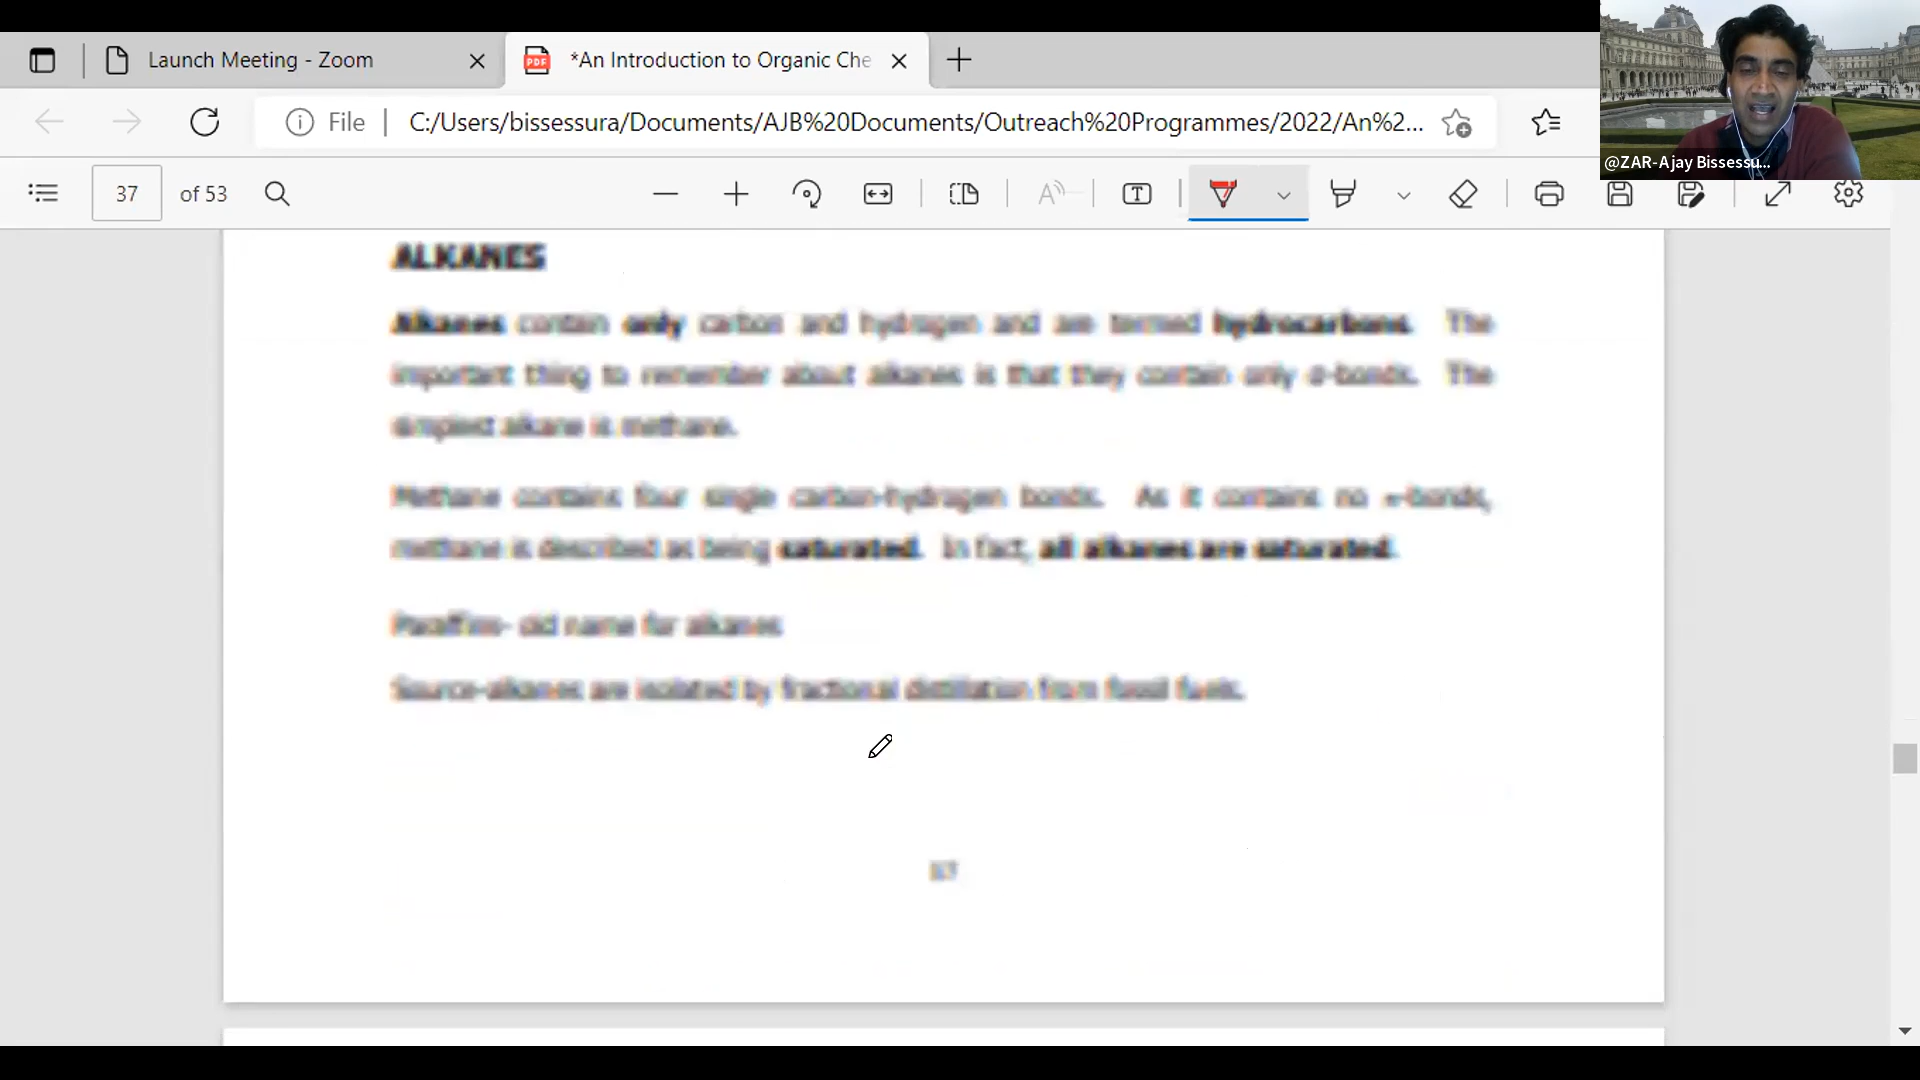 Launch Meeting - Zoom
*An Introduction to Organic Che
File
C:/Users/bissessura/Documents/AJB%20Documents/Outreach%20Programmes/2022/An%2...
@ZAR-Ajay Bissessu...
37 of 53
ALKANES
Alkanes contain only carbon and hydrogen and are termed hydrocarbons. The
important thing to remember about alkanes is that they contain only σ-bonds. The
simplest alkane is methane.
Methane contains four single carbon-hydrogen bonds. As it contains no π-bonds,
methane is described as being saturated. In fact, all alkanes are saturated.
Paraffins- old name for alkanes
Source-alkanes are isolated by fractional distillation from fossil fuels.
37